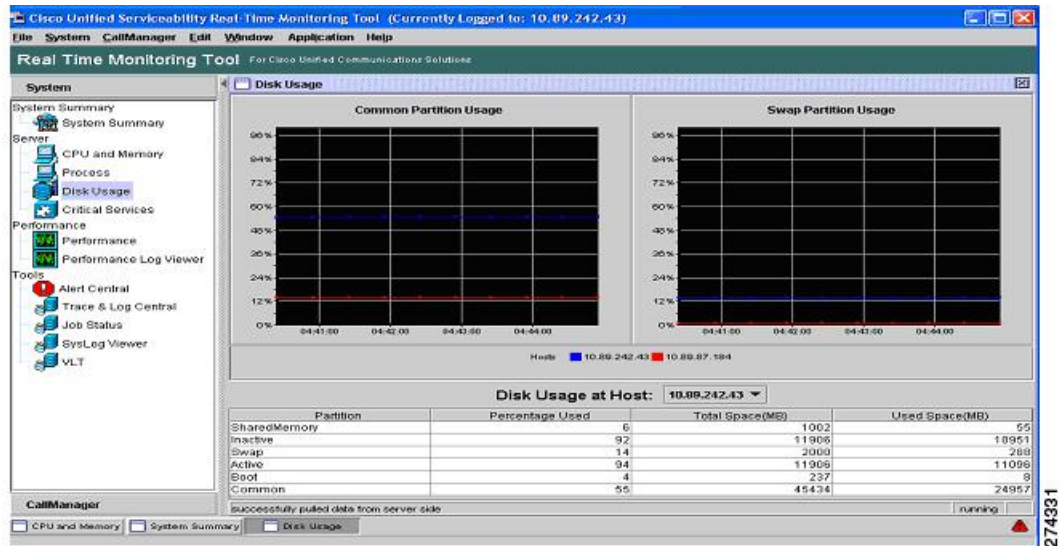 Cisco Unified Serviceability Real-Time Monitoring Tool (Currently Logged to: 10.89.242.43)
File System CallManager Edit Window Application Help
Real Time Monitoring Tool For Cisco Unified Communications Solutions
System
System Summary
System Summary
Server
CPU and Memory
Process
Disk Usage
Critical Services
Performance
Performance
Performance Log Viewer
Tools
Alert Central
Trace & Log Central
Job Status
SysLog Viewer
VLT
CallManager
Disk Usage
Common Partition Usage
96%
84%
72%
60%
48%
36%
24%
12%
0%
04:41:00 04:42:00 04:43:00 04:44:00
Swap Partition Usage
96%
84%
72%
60%
48%
36%
24%
12%
0%
04:41:00 04:42:00 04:43:00 04:44:00
Hosts 10.89.242.43 10.89.87.184
Disk Usage at Host: 10.89.242.43
Partition Percentage Used Total Space(MB) Used Space(MB)
SharedMemory 6 1002 55
Inactive 92 11906 10951
Swap 14 2000 288
Active 94 11906 11096
Boot 4 237 8
Common 55 45434 24957
successfully pulled data from server side running
CPU and Memory System Summary Disk Usage
274331